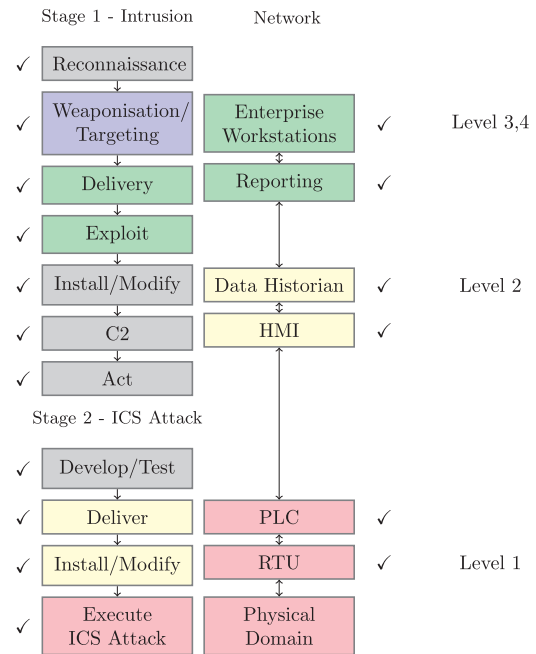 Stage 1 - Intrusion
Network
✓ Reconnaissance
✓ Weaponisation/
Targeting
Enterprise
Workstations ✓
Level 3,4
✓ Delivery
Reporting ✓
✓ Exploit
✓ Install/Modify
Data Historian ✓
Level 2
✓ C2
HMI ✓
✓ Act
Stage 2 - ICS Attack
✓ Develop/Test
✓ Deliver
PLC ✓
✓ Install/Modify
RTU ✓
Level 1
✓ Execute
ICS Attack
Physical
Domain